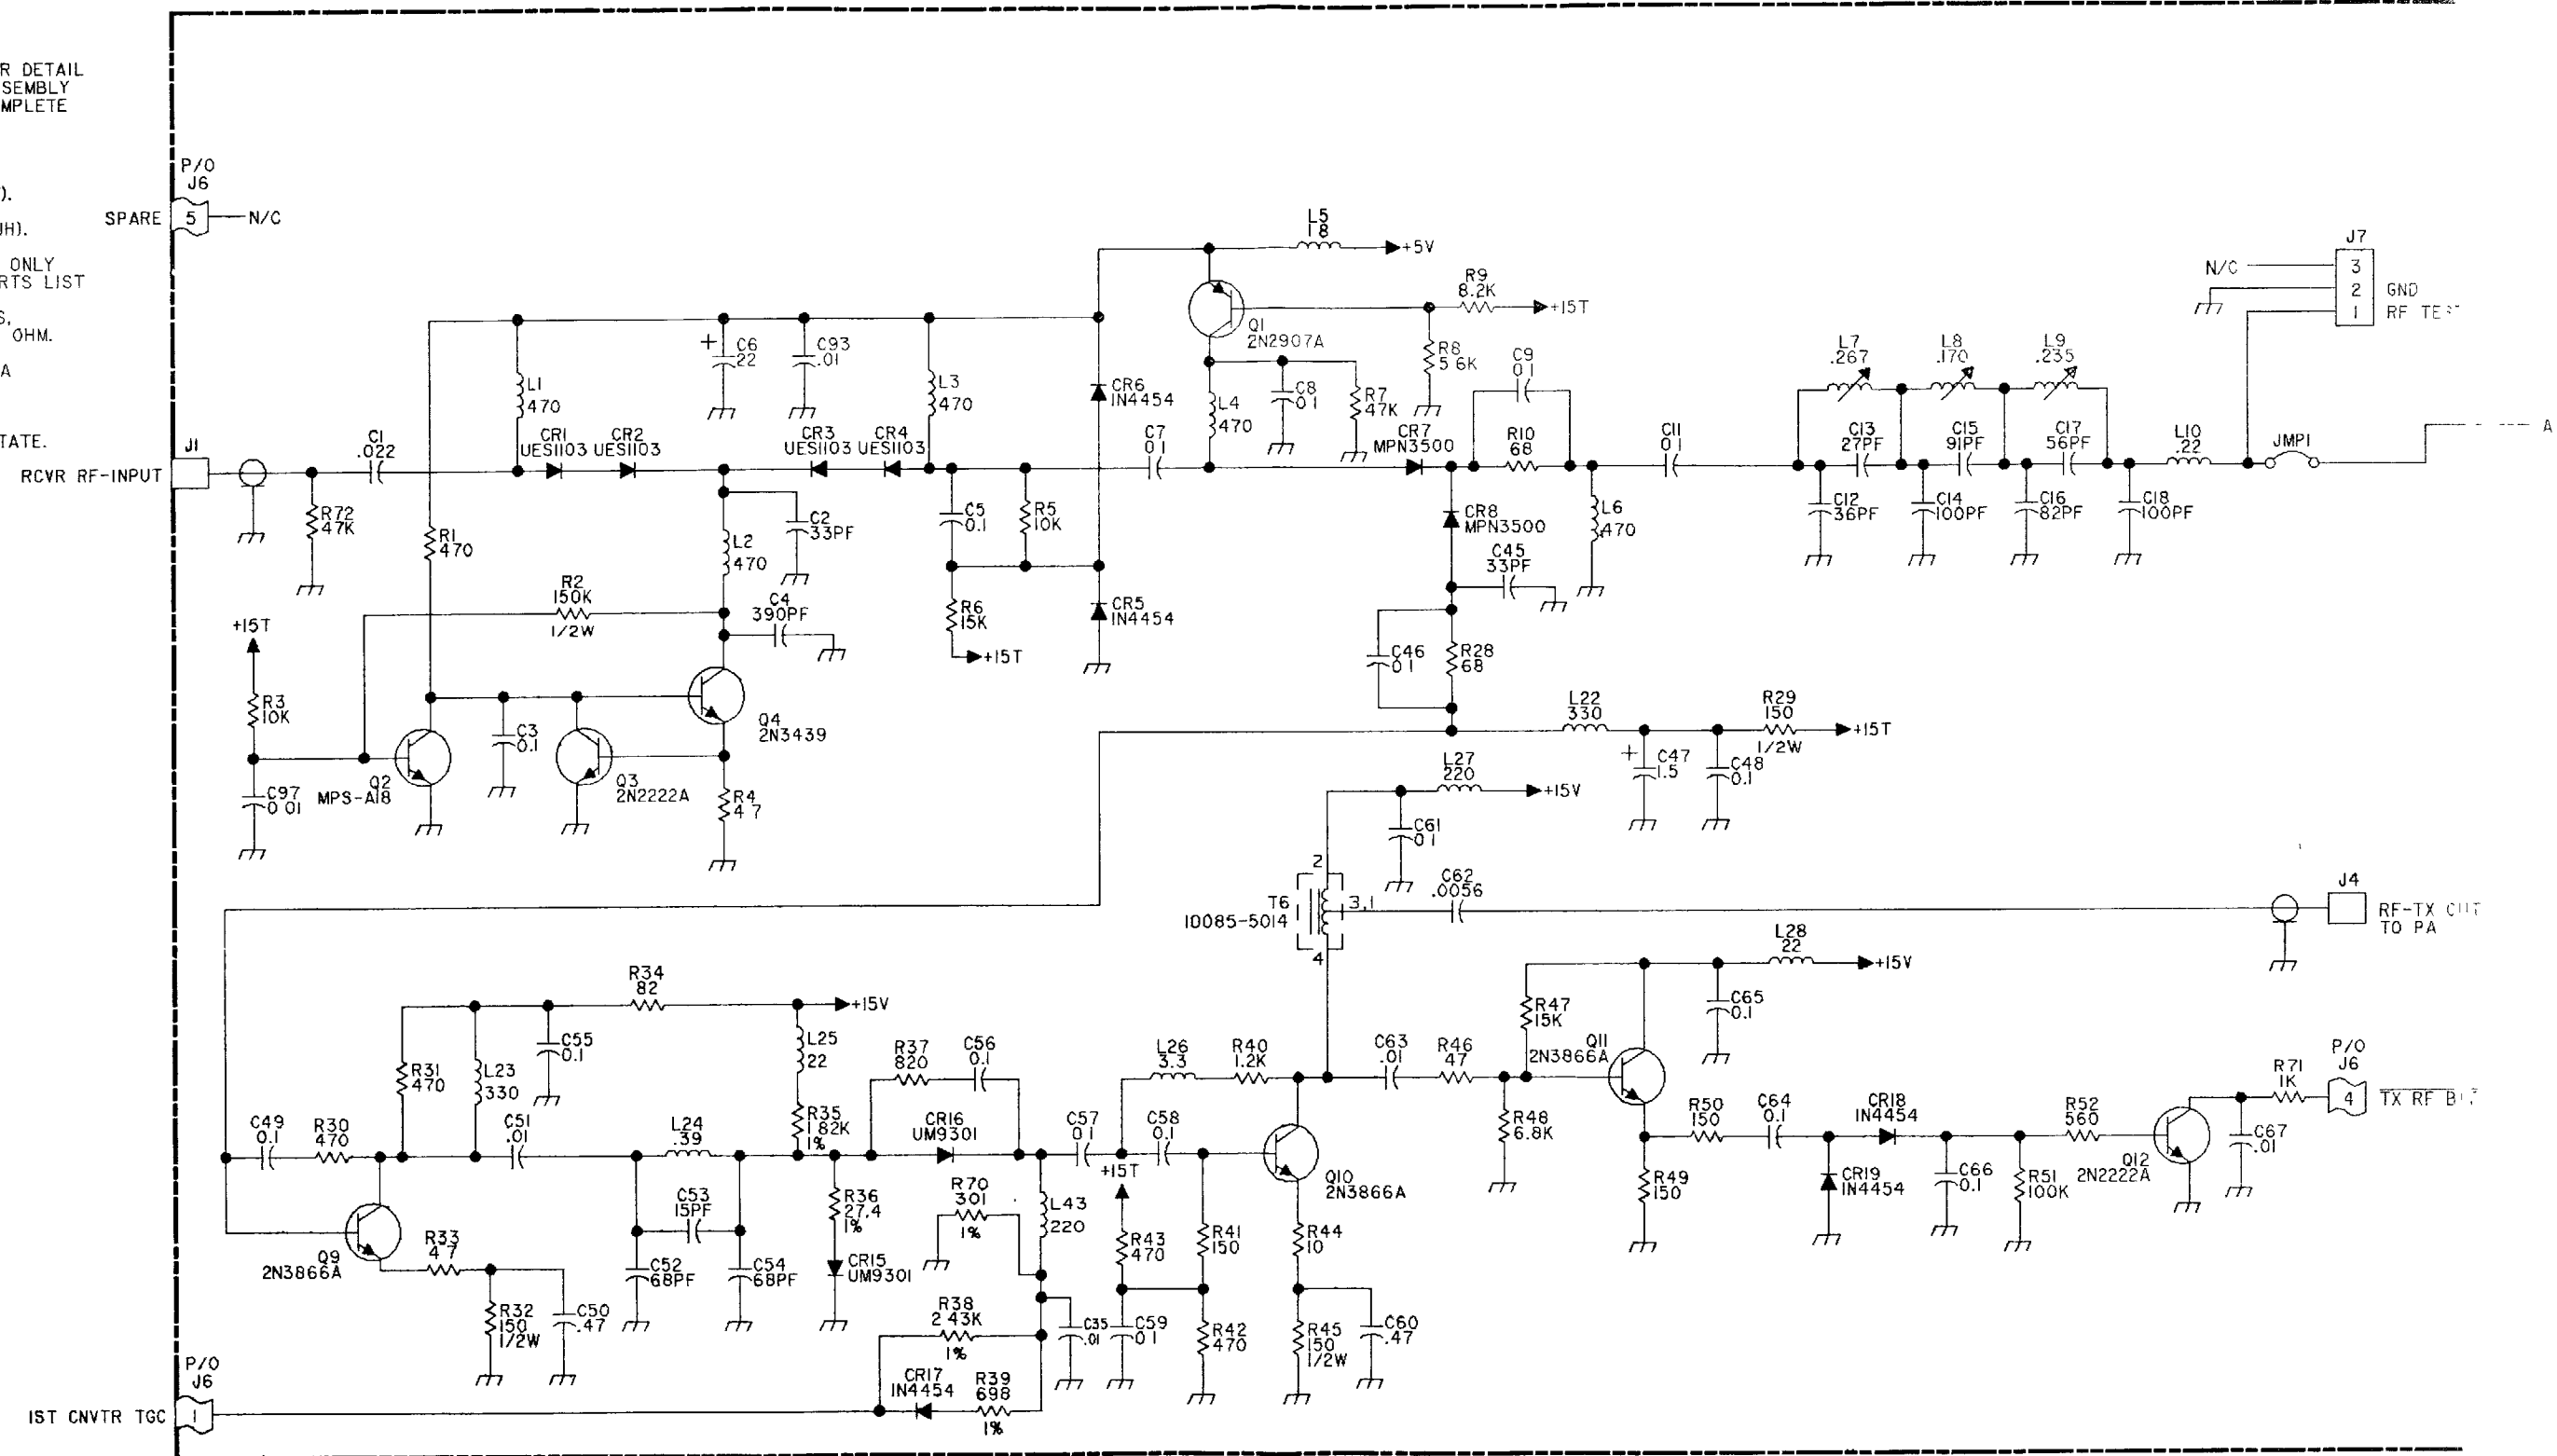 R DETAIL
SEMBLY
MPLETE
).
JH).
ONLY
RTS LIST
S,
OHM.
A
TATE.
P/O
J6
SPARE 5 N/C
L5
18
+5V
J7
N/C 3
2 GND
1 RF TEST
R9
8.2K
+15T
Q1
2N2907A
R8
5.6K
C6
22
+
C93
.01
L1
470
L3
470
CR6
1N4454
L4
470
C8
0.1
R7
47K
C9
0.1
L7
.267
L8
.170
L9
.235
J1
RCVR RF-INPUT
C1
.022
CR1
UES1103
CR2
UES1103
CR3
UES1103
CR4
UES1103
C7
0.1
CR7
MPN3500
R10
68
C11
0.1
C13
27PF
C15
91PF
C17
56PF
L10
.22
JMP1
A
R72
47K
R1
470
L2
470
C2
33PF
C5
0.1
R5
10K
CR8
MPN3500
L6
470
C12
36PF
C14
100PF
C16
82PF
C18
100PF
C45
33PF
R2
150K
1/2W
C4
390PF
R6
15K
+15T
CR5
1N4454
C46
0.1
R28
68
+15T
R3
10K
C97
0.01
Q2
MPS-A18
C3
0.1
Q3
2N2222A
Q4
2N3439
R4
4.7
L22
330
R29
150
1/2W
+15T
+
C47
1.5
C48
0.1
L27
220
+15V
C61
0.1
2
T6
10085-5014
3,1
4
C62
.0056
J4
RF-TX OUT
TO PA
L28
22
+15V
R34
82
+15V
C55
0.1
R31
470
L23
330
L25
22
R37
820
C56
0.1
L26
3.3
R40
1.2K
C63
.01
R46
47
R47
15K
Q11
2N3866A
C65
0.1
R71
1K
P/O
J6
4
TX RF BIT
C49
0.1
R30
470
C51
.01
L24
.39
R35
1.82K
1%
CR16
UM9301
C57
0.1
C58
0.1
+15T
Q10
2N3866A
R48
6.8K
R50
150
C64
0.1
CR18
1N4454
R52
560
Q12
2N2222A
C67
.01
R49
150
CR19
1N4454
C66
0.1
R51
100K
Q9
2N3866A
R33
4.7
C53
15PF
C52
68PF
C54
68PF
R36
27.4
1%
CR15
UM9301
R70
301
1%
L43
220
R43
470
R41
150
R44
10
R32
150
1/2W
C50
.47
R38
2.43K
1%
C35
.01
C59
0.1
R42
470
R45
150
1/2W
C60
.47
P/O
J6
1ST CNVTR TGC 1
CR17
1N4454
R39
698
1%